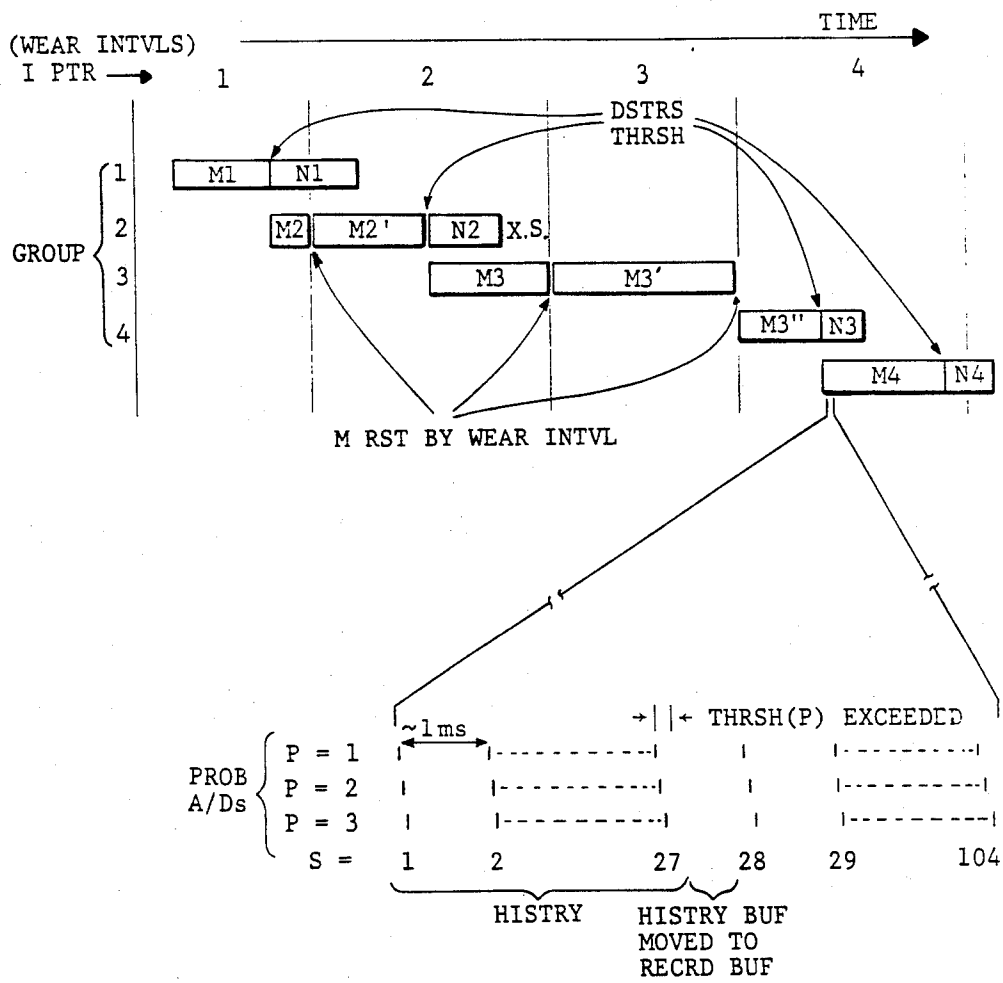 TIME
(WEAR INTVLS)
I PTR
1 2 3 4
DSTRS
THRSH
GROUP
1
M1 N1
2
M2 M2' N2 X.S.
3
M3 M3'
4
M3'' N3
M4 N4
M RST BY WEAR INTVL
THRSH(P) EXCEEDED
~1ms
PROB
A/Ds
P = 1
P = 2
P = 3
S = 1 2 27 28 29 104
HISTRY
HISTRY BUF
MOVED TO
RECRD BUF